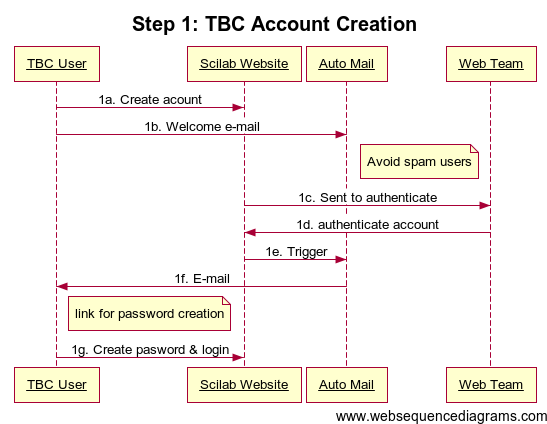 Step 1: TBC Account Creation
TBC User
Scilab Website
Auto Mail
Web Team
1a. Create acount
1b. Welcome e-mail
Avoid spam users
1c. Sent to authenticate
1d. authenticate account
1e. Trigger
1f. E-mail
link for password creation
1g. Create pasword & login
TBC User
Scilab Website
Auto Mail
Web Team
www.websequencediagrams.com